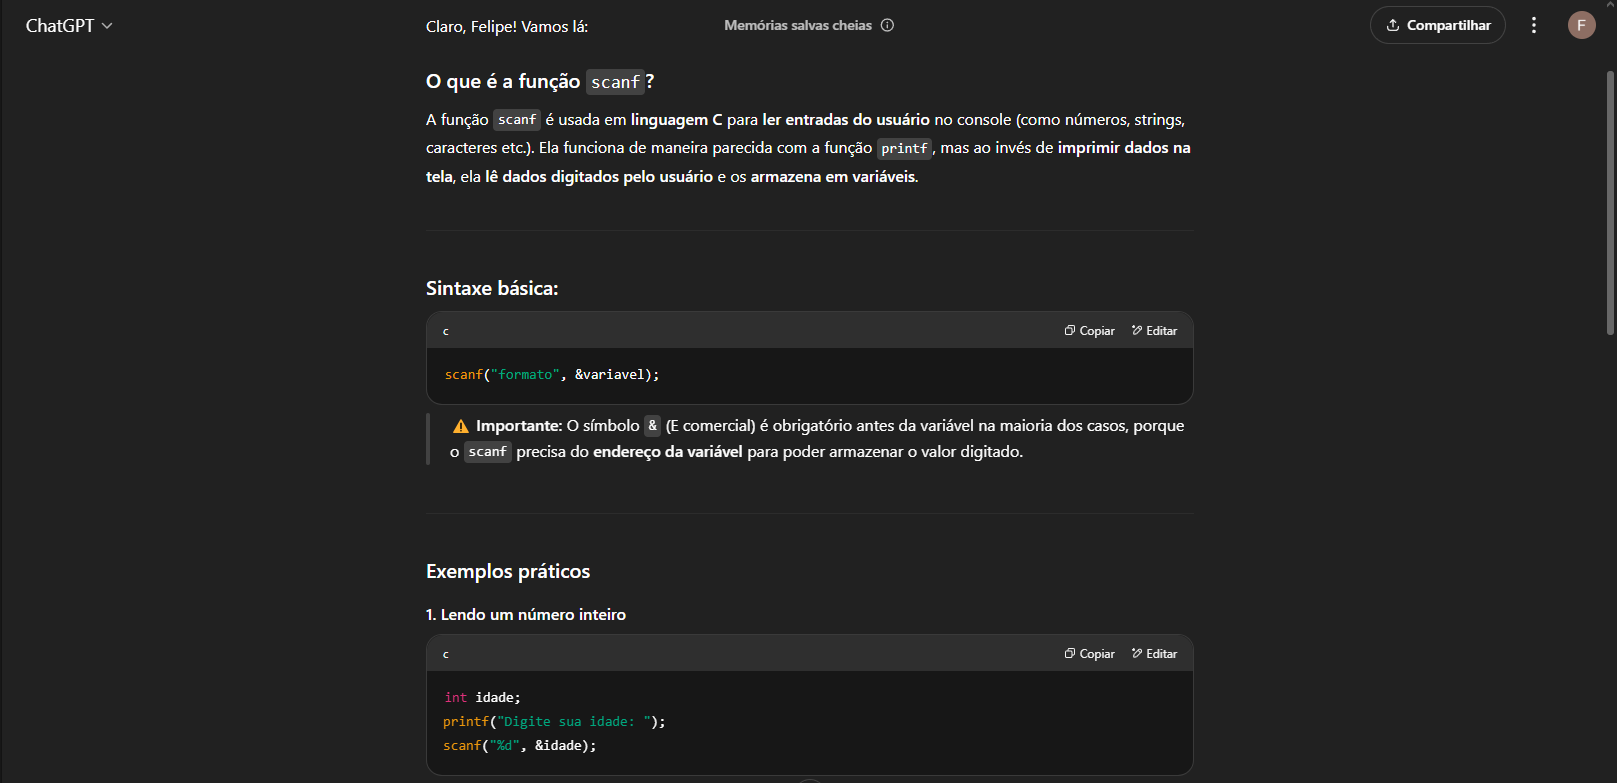 ChatGPT
Claro, Felipe! Vamos lá:
Memórias salvas cheias
Compartilhar
F
O que é a função scanf?
A função scanf é usada em linguagem C para ler entradas do usuário no console (como números, strings,
caracteres etc.). Ela funciona de maneira parecida com a função printf, mas ao invés de imprimir dados na
tela, ela lê dados digitados pelo usuário e os armazena em variáveis.
Sintaxe básica:
c
Copiar
Editar
scanf("formato", &variavel);
⚠️ Importante: O símbolo & (E comercial) é obrigatório antes da variável na maioria dos casos, porque
o scanf precisa do endereço da variável para poder armazenar o valor digitado.
Exemplos práticos
1. Lendo um número inteiro
c
Copiar
Editar
int idade;
printf("Digite sua idade: ");
scanf("%d", &idade);